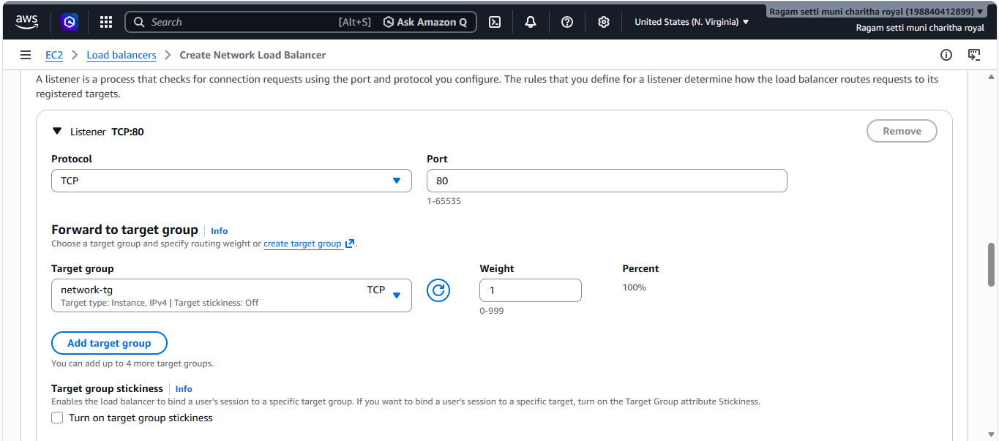 aws
Search
[Alt+S]
Ask Amazon Q
United States (N. Virginia) ▼
Ragam setti muni charitha royal (198840412899) ▼
Ragam setti muni charitha royal
EC2 > Load balancers > Create Network Load Balancer
A listener is a process that checks for connection requests using the port and protocol you configure. The rules that you define for a listener determine how the load balancer routes requests to its
registered targets.
▼ Listener TCP:80
Remove
Protocol
Port
TCP
80
1-65535
Forward to target group | Info
Choose a target group and specify routing weight or create target group.
Target group
Weight
Percent
network-tg
TCP
Target type: Instance, IPv4 | Target stickiness: Off
1
100%
0-999
Add target group
You can add up to 4 more target groups.
Target group stickiness | Info
Enables the load balancer to bind a user's session to a specific target group. If you want to bind a user's session to a specific target, turn on the Target Group attribute Stickiness.
Turn on target group stickiness